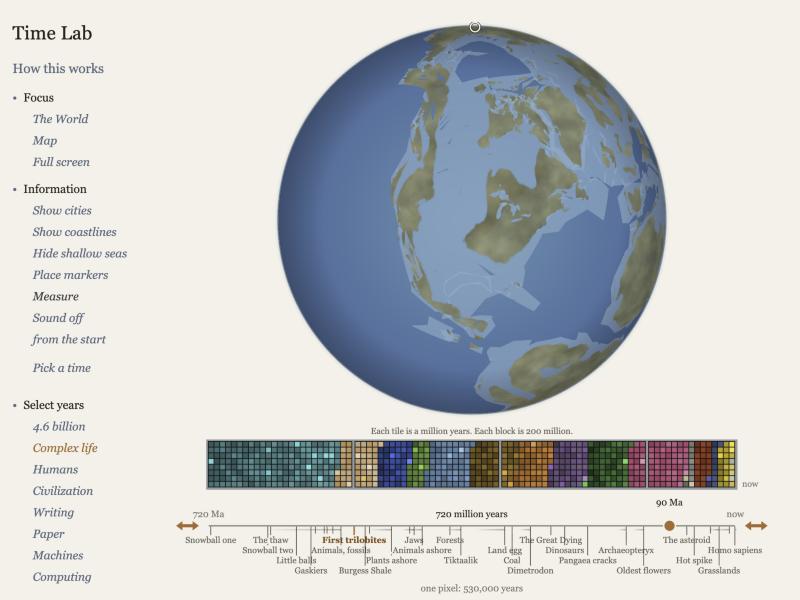 Time Lab
How this works
• Focus
The World
Map
Full screen
• Information
Show cities
Show coastlines
Hide shallow seas
Place markers
Measure
Sound off
from the start
Pick a time
• Select years
4.6 billion
Complex life
Humans
Civilization
Writing
Paper
Machines
Computing
Each tile is a million years. Each block is 200 million.
now
90 Ma
720 Ma 720 million years now
Snowball one The thaw First trilobites Jaws Forests The Great Dying The asteroid
Snowball two Animals, fossils Animals ashore Land egg Dinosaurs Archaeopteryx Homo sapiens
Little balls Plants ashore Tiktaalik Coal Pangaea cracks Hot spike
Gaskiers Burgess Shale Dimetrodon Oldest flowers Grasslands
one pixel: 530,000 years